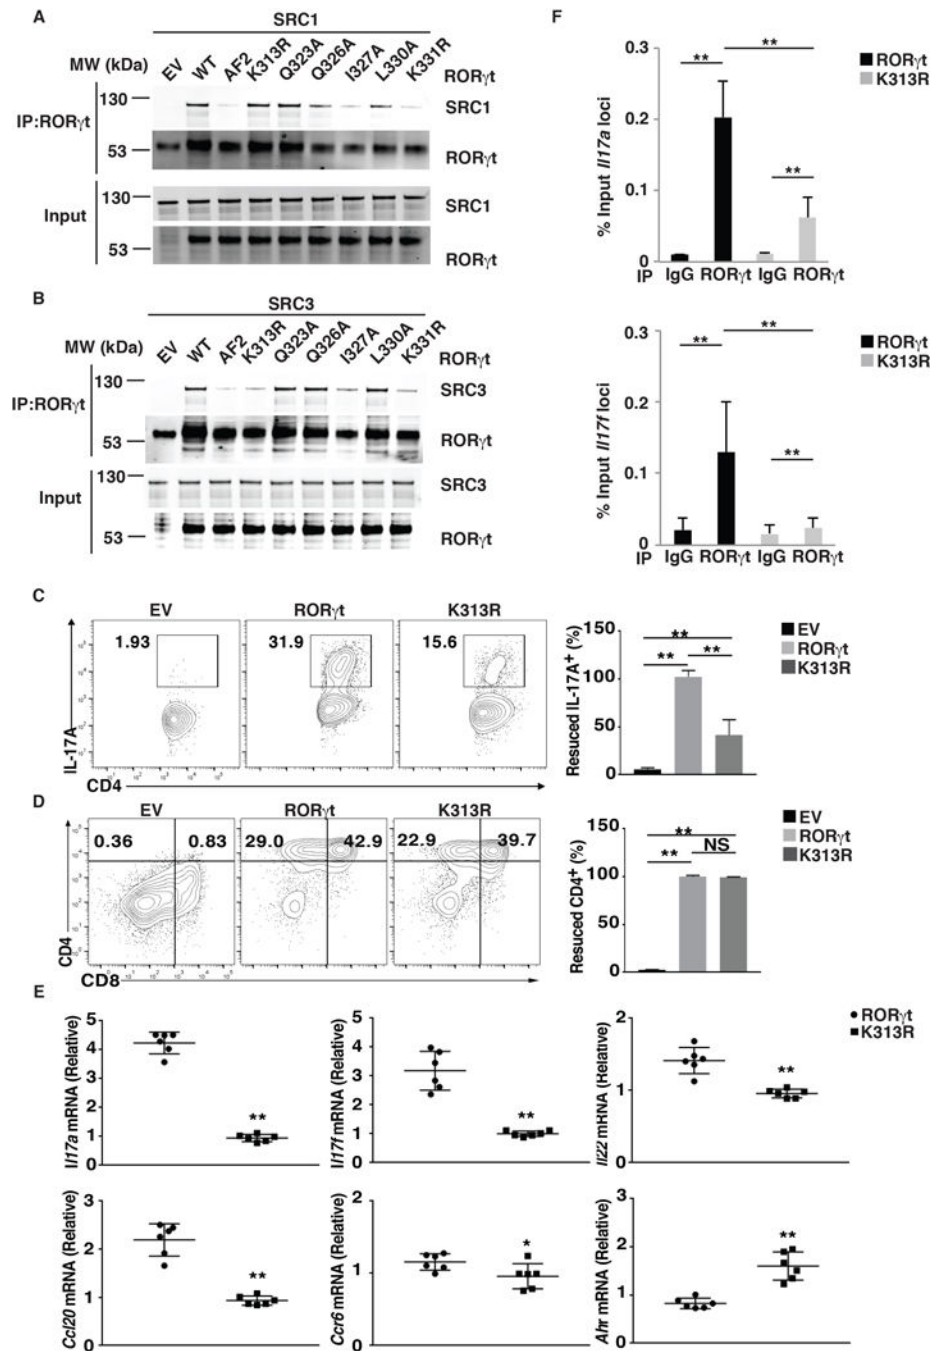 A
SRC1
MW (kDa)
EV WT AF2 K313R Q323A Q326A I327A L330A K331R
RORγt
IP:RORγt
130
SRC1
53
RORγt
Input
130
SRC1
53
RORγt
B
SRC3
MW (kDa)
EV WT AF2 K313R Q323A Q326A I327A L330A K331R
RORγt
IP:RORγt
130
SRC3
53
RORγt
Input
130
SRC3
53
RORγt
F
% Input Il17a loci
0.3
0.2
0.1
0
** **
**
RORγt
K313R
IP IgG RORγt IgG RORγt
% Input Il17f loci
0.3
0.2
0.1
0
** **
**
RORγt
K313R
IP IgG RORγt IgG RORγt
C
EV RORγt K313R
1.93 31.9 15.6
IL-17A
CD4
Resuced IL-17A+ (%)
150
100
50
0
**
** **
EV
RORγt
K313R
D
EV RORγt K313R
0.36 0.83 29.0 42.9 22.9 39.7
CD4
CD8
Resuced CD4+ (%)
150
100
50
0
**
** NS
EV
RORγt
K313R
E
Il17a mRNA (Relative)
5
4
3
2
1
0
**
Il17f mRNA (Relative)
5
4
3
2
1
0
**
Il22 mRNA (Relative)
2
1
0
**
RORγt
K313R
Ccl20 mRNA (Relative)
3
2
1
0
**
Ccr6 mRNA (Relative)
2
1
0
*
Ahr mRNA (Relative)
3
2
1
0
**